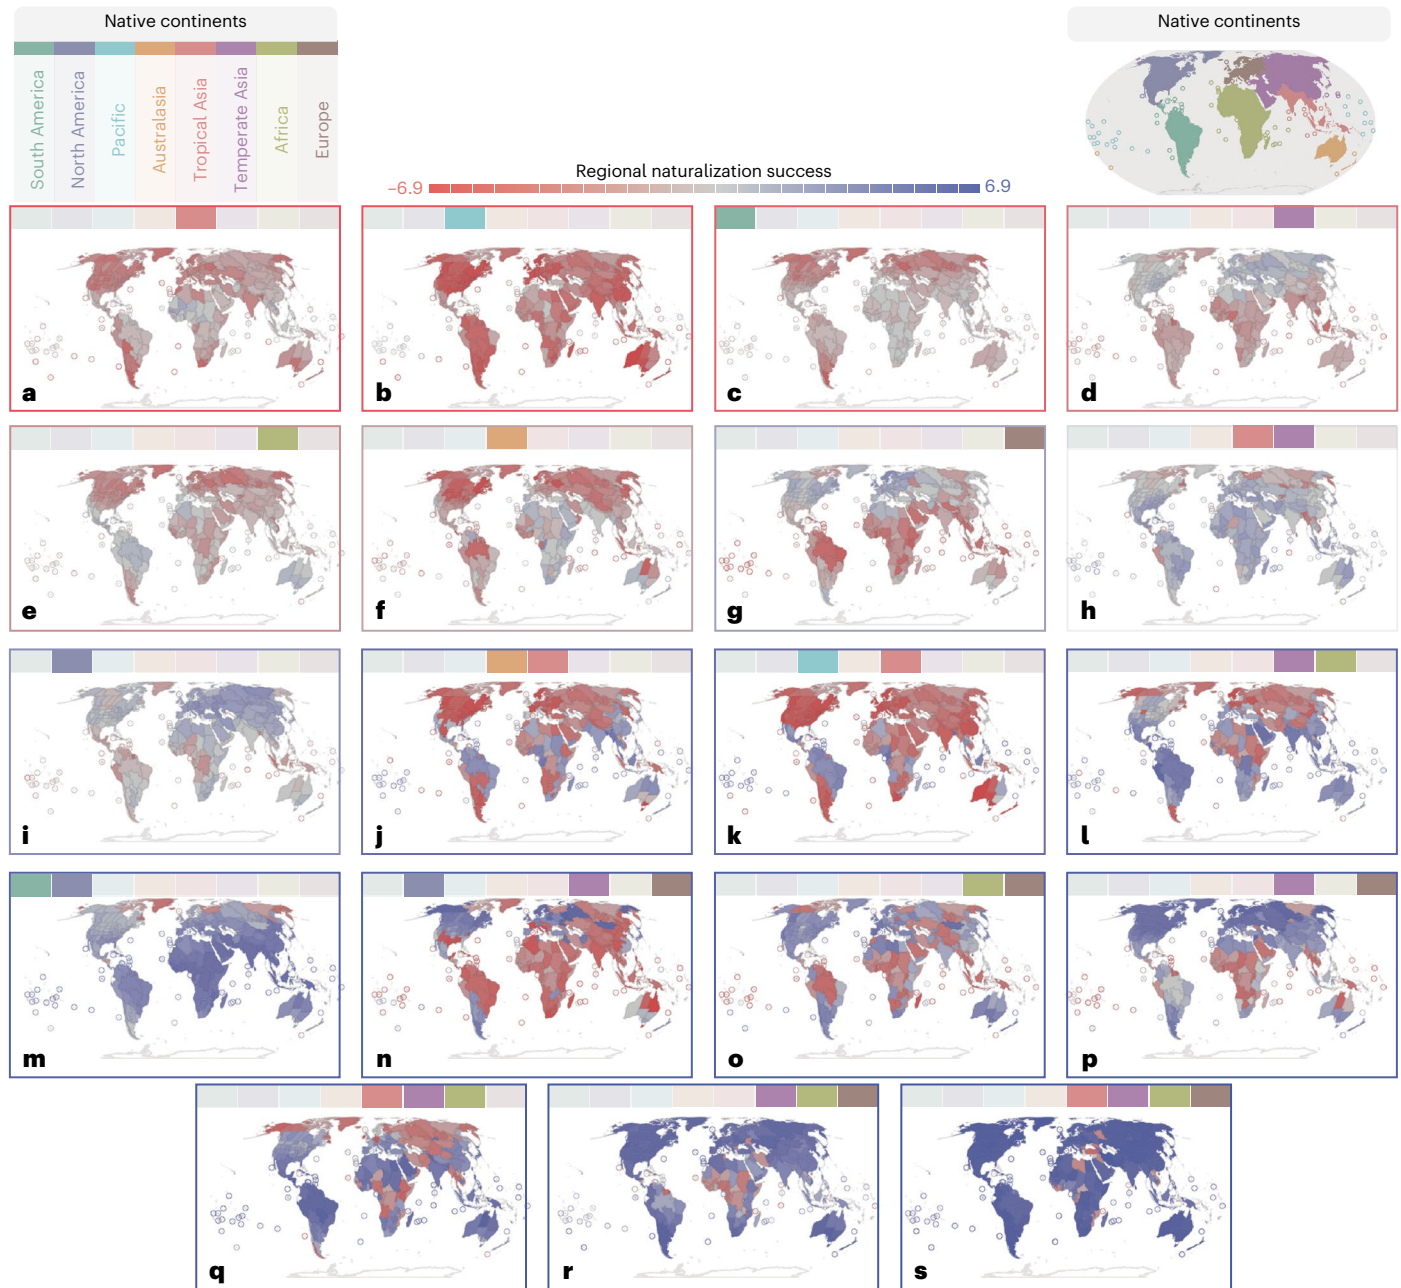 Native continents
Native continents
South America
North America
Pacific
Australasia
Tropical Asia
Temperate Asia
Africa
Europe
Regional naturalization success
–6.9
6.9
a
b
c
d
e
f
g
h
i
j
k
l
m
n
o
p
q
r
s